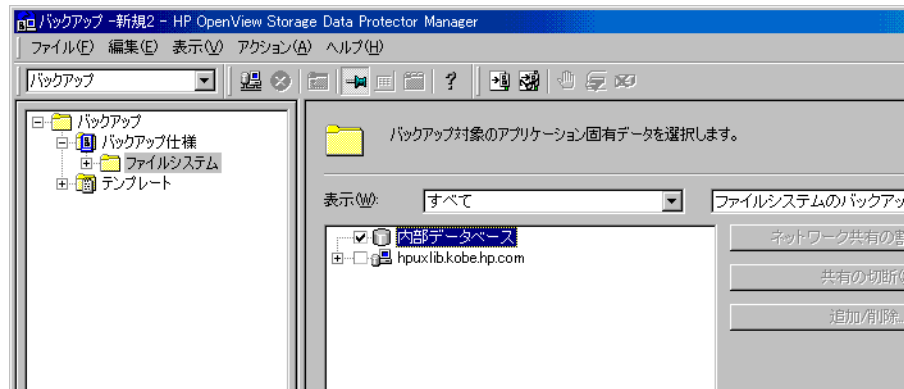 バックアップ -新規2 - HP OpenView Storage Data Protector Manager
ファイル(F) 編集(E) 表示(V) アクション(A) ヘルプ(H)
バックアップ
バックアップ
バックアップ仕様
ファイルシステム
テンプレート
バックアップ対象のアプリケーション固有データを選択します。
表示(W): すべて ファイルシステムのバックアッ
内部データベース
hpuxlib.kobe.hp.com
ネットワーク共有の割
共有の切断(
追加/削除...